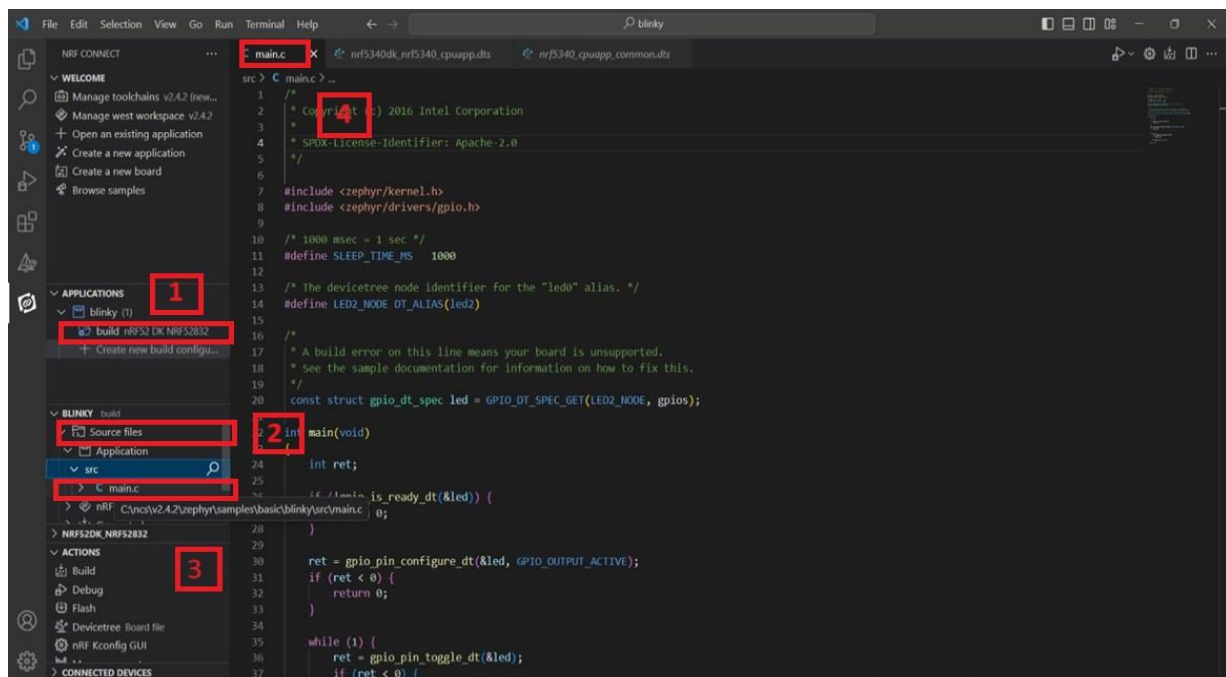 File Edit Selection View Go Run Terminal Help
blinky
NRF CONNECT
WELCOME
Manage toolchains v2.4.2 (new...
Manage west workspace v2.4.2
Open an existing application
Create a new application
Create a new board
Browse samples
APPLICATIONS
1
blinky (1)
build nRF52 DK NRF52832
Create new build configu...
BLINKY build
Source files
2
Application
src
C main.c
nRF
C:\ncs\v2.4.2\zephyr\samples\basic\blinky\src\main.c
NRF52DK_NRF52832
ACTIONS
3
Build
Debug
Flash
Devicetree Board file
nRF Kconfig GUI
CONNECTED DEVICES
main.c
nrf5340dk_nrf5340_cpuapp.dts
nrf5340_cpuapp_common.dts
src > C main.c > ...
4
1 /*
2 * Copyright (c) 2016 Intel Corporation
3 *
4 * SPDX-License-Identifier: Apache-2.0
5 */
6
7 #include <zephyr/kernel.h>
8 #include <zephyr/drivers/gpio.h>
9
10 /* 1000 msec = 1 sec */
11 #define SLEEP_TIME_MS 1000
12
13 /* The devicetree node identifier for the "led0" alias. */
14 #define LED2_NODE DT_ALIAS(led2)
15
16 /*
17 * A build error on this line means your board is unsupported.
18 * See the sample documentation for information on how to fix this.
19 */
20 const struct gpio_dt_spec led = GPIO_DT_SPEC_GET(LED2_NODE, gpios);
22 int main(void)
{
24 int ret;
25
is_ready_dt(&led)) {
0;
28 }
29
30 ret = gpio_pin_configure_dt(&led, GPIO_OUTPUT_ACTIVE);
31 if (ret < 0) {
32 return 0;
33 }
34
35 while (1) {
36 ret = gpio_pin_toggle_dt(&led);
37 if (ret < 0) {